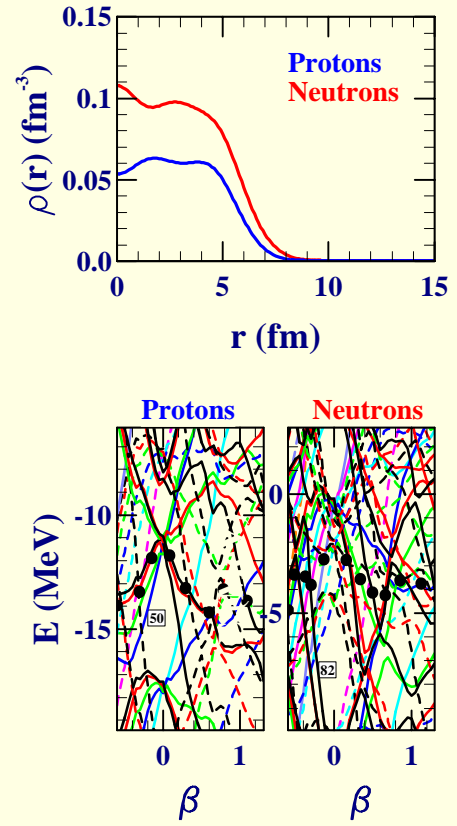 0.15
Protons
Neutrons
0.1
ρ(r) (fm⁻³)
0.05
0.0
0 5 10 15
r (fm)
Protons Neutrons
E (MeV)
-10
-15
50
0 1
β
0
-5
82
0 1
β